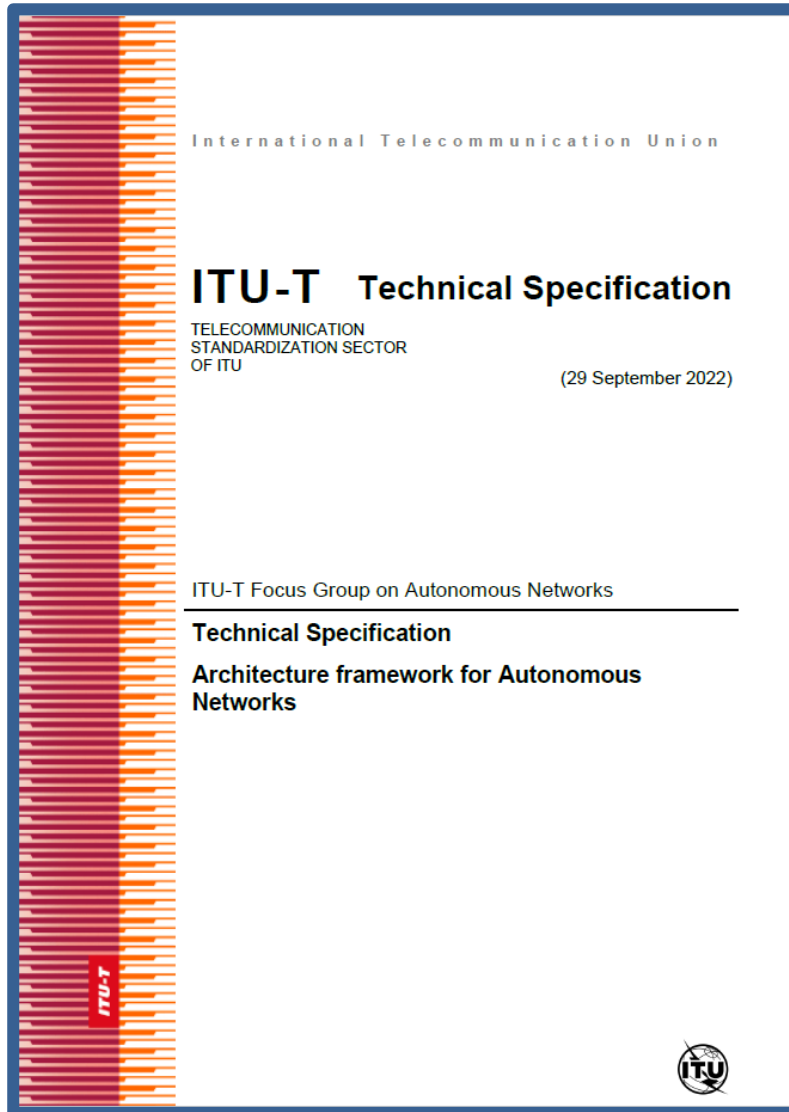 International Telecommunication Union
ITU-T Technical Specification
TELECOMMUNICATION
STANDARDIZATION SECTOR
OF ITU
(29 September 2022)
ITU-T Focus Group on Autonomous Networks
Technical Specification
Architecture framework for Autonomous
Networks
ITU-T
ITU